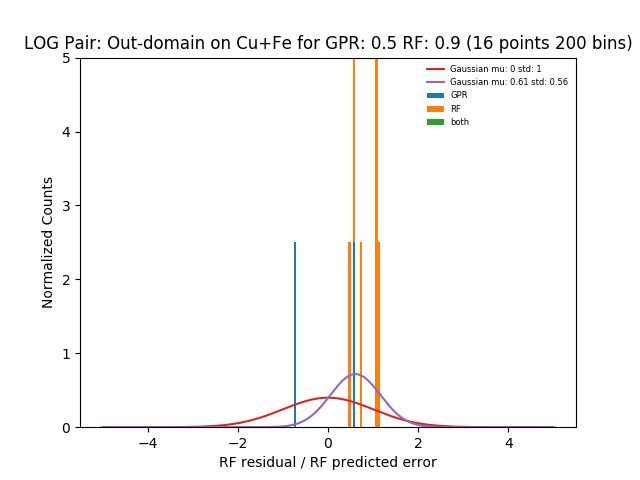 LOG Pair: Out-domain on Cu+Fe for GPR: 0.5 RF: 0.9 (16 points 200 bins)
Gaussian mu: 0 std: 1
Gaussian mu: 0.61 std: 0.56
GPR
RF
both
Normalized Counts
5
4
3
2
1
0
−4 −2 0 2 4
RF residual / RF predicted error